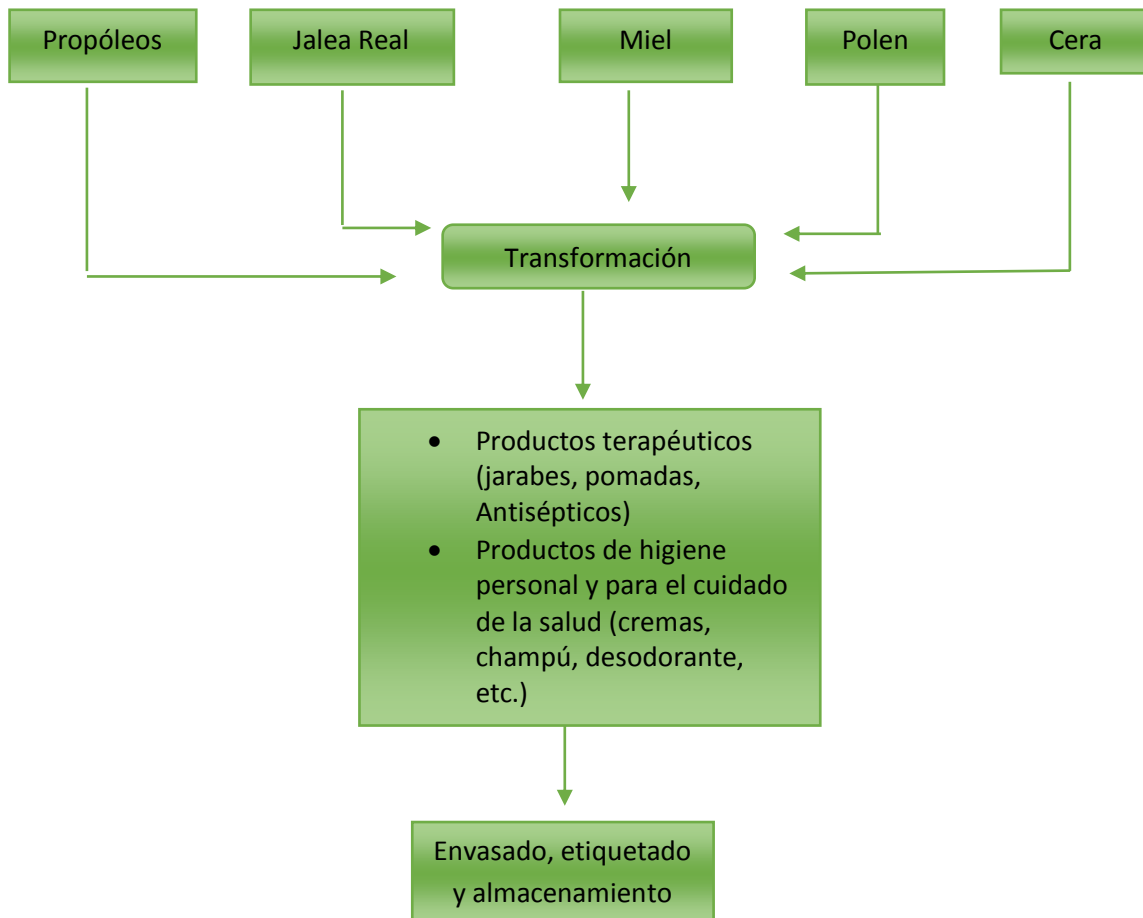 Propóleos
Jalea Real
Miel
Polen
Cera
Transformación
• Productos terapéuticos
(jarabes, pomadas,
Antisépticos)
• Productos de higiene
personal y para el cuidado
de la salud (cremas,
champú, desodorante,
etc.)
Envasado, etiquetado
y almacenamiento